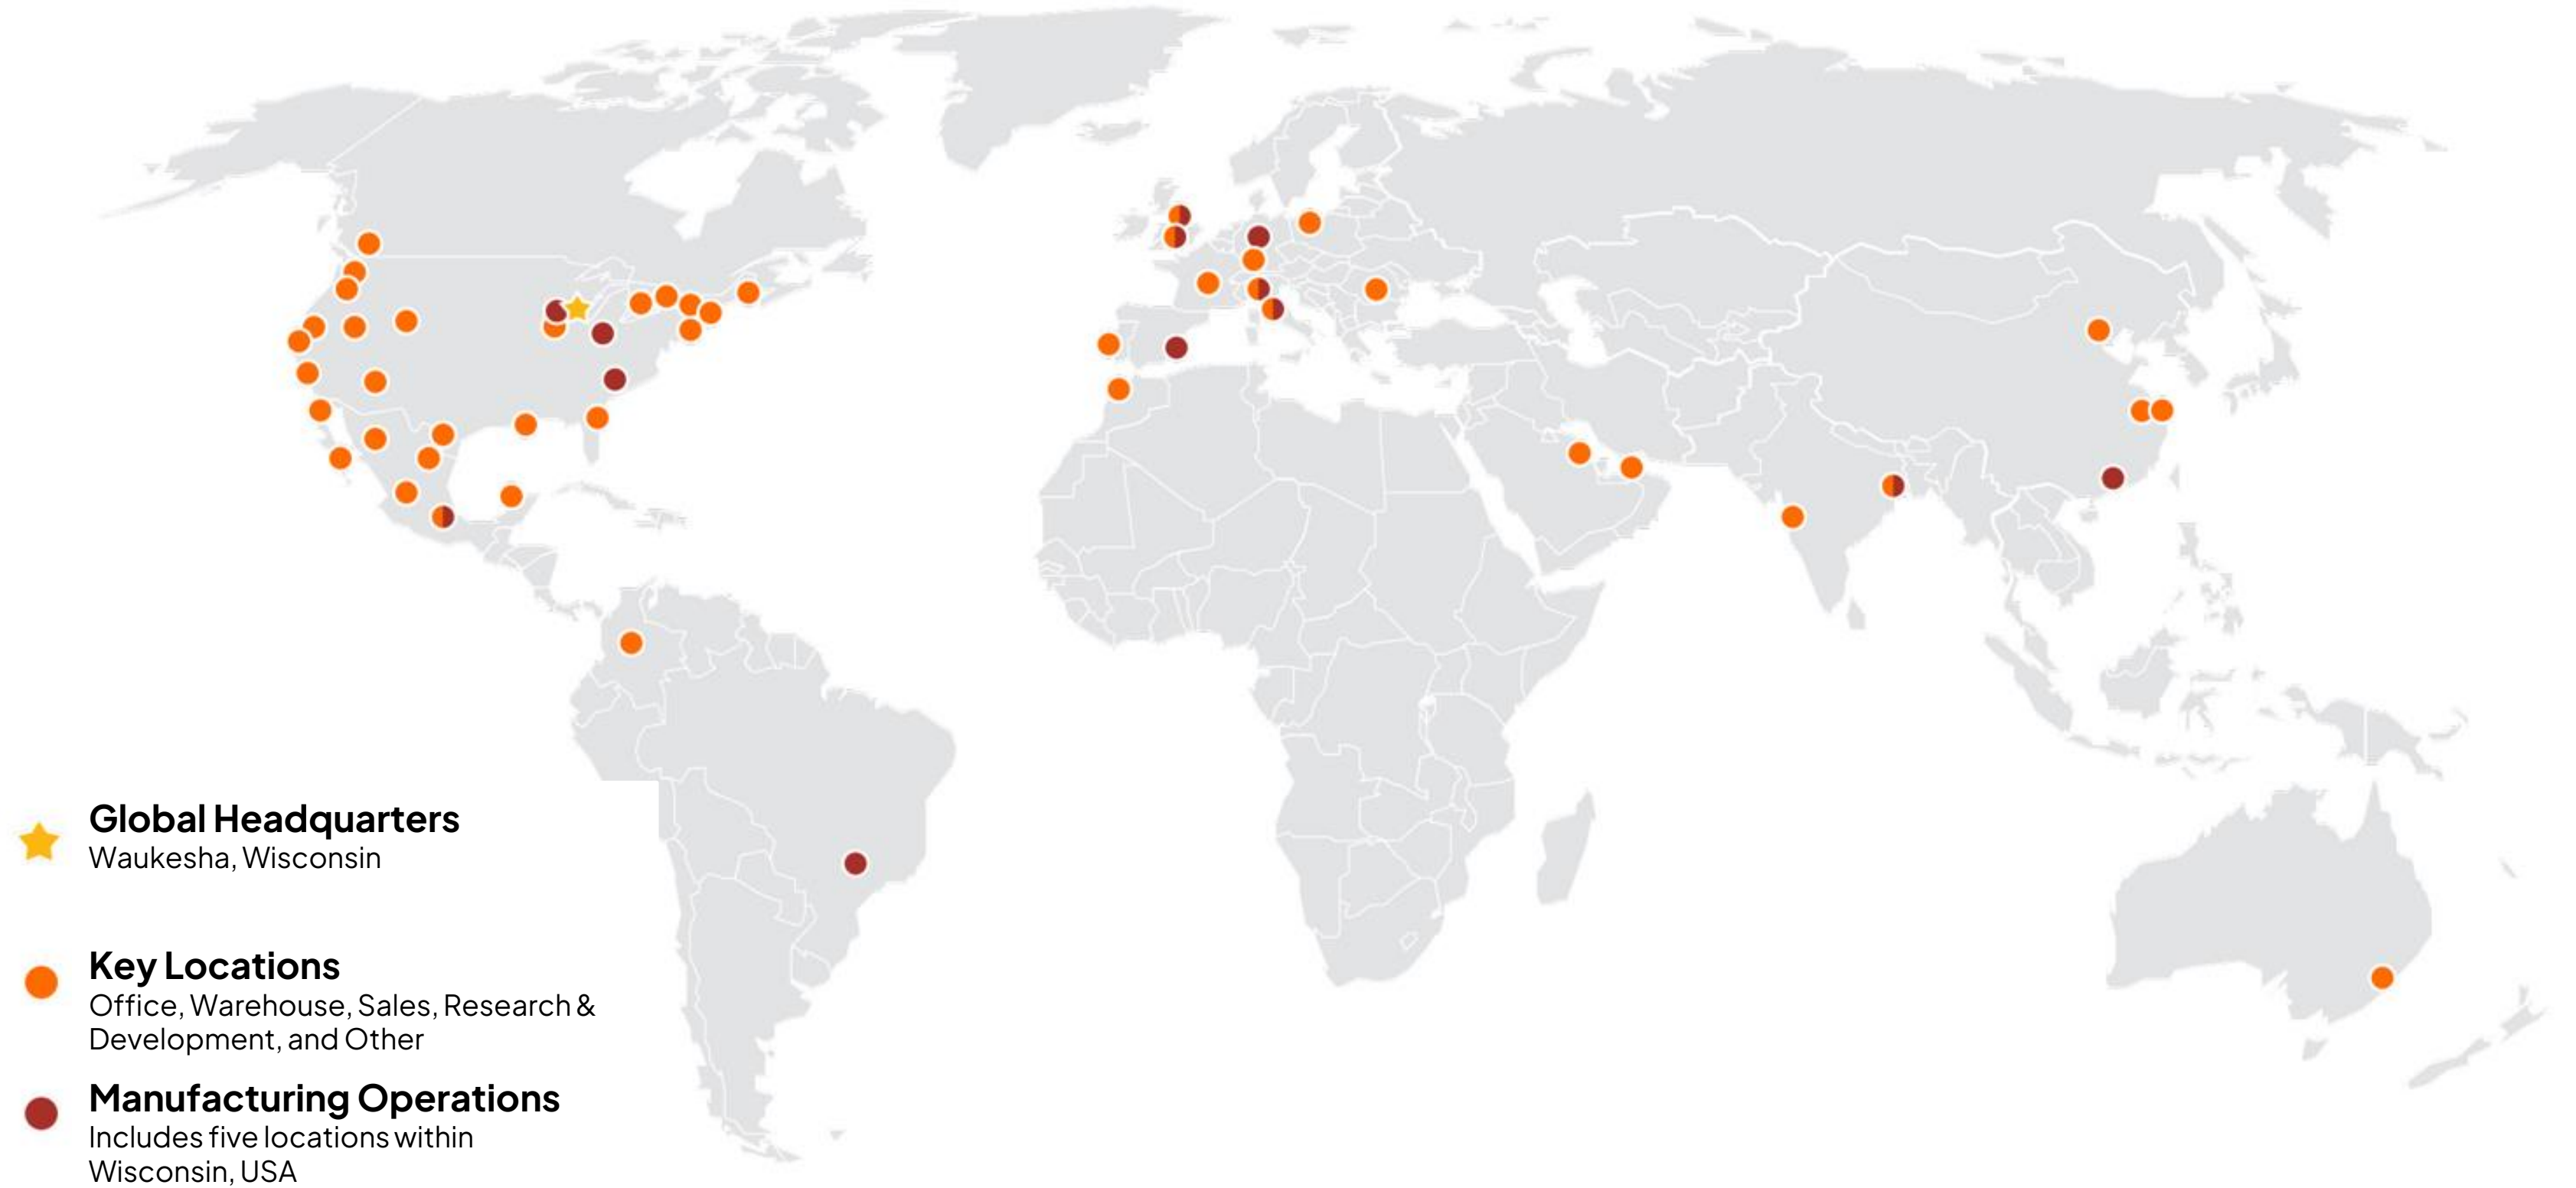 Global Headquarters
Waukesha, Wisconsin
Key Locations
Office, Warehouse, Sales, Research &
Development, and Other
Manufacturing Operations
Includes five locations within
Wisconsin, USA